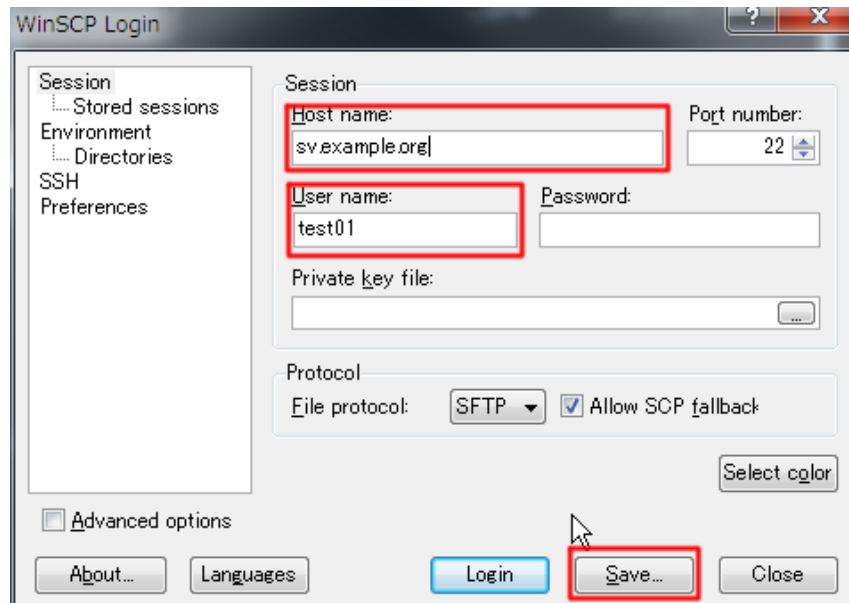 WinSCP Login
?
X
Session
Stored sessions
Environment
Directories
SSH
Preferences
Session
Host name:
Port number:
sv.example.org
22
User name:
Password:
test01
Private key file:
...
Protocol
File protocol:
SFTP
Allow SCP fallback
Select color
Advanced options
About...
Languages
Login
Save...
Close